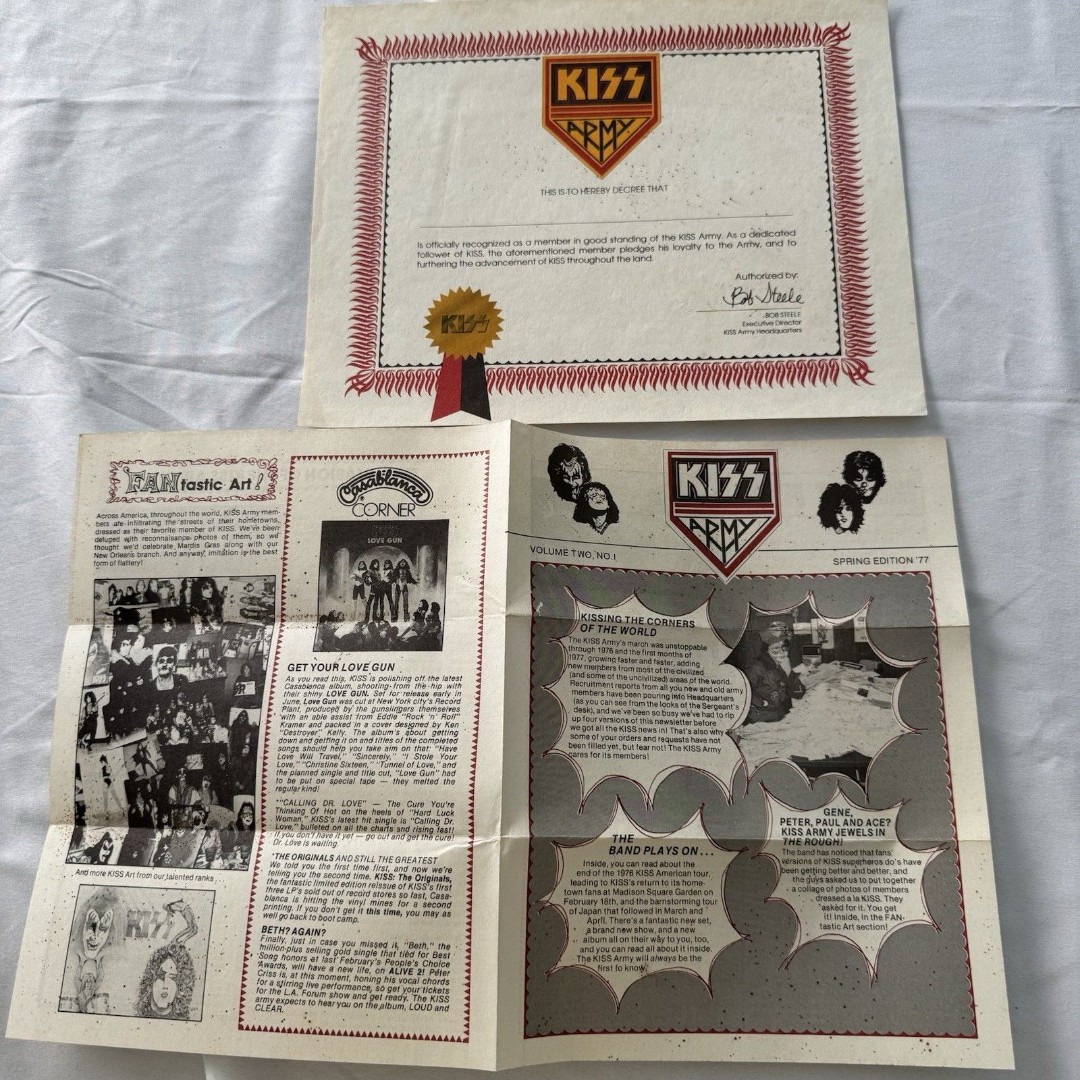 KISS
ARMY
THIS IS TO HEREBY DECREE THAT
Is officially recognized as a member in good standing of the KISS Army. As a dedicated
follower of KISS, the aforementioned member pledges his loyalty to the Army, and to
furthering the advancement of KISS throughout the land.
Authorized by:
Bob Steele
BOB STEELE
Executive Director
KISS Army Headquarters
KISS
FANtastic Art!
Across America, throughout the world, KISS Army mem-
bers are infiltrating the streets of their hometowns,
dressed as their favorite member of KISS. We've been
deluged with reconnaisance photos of them, so we
thought we'd celebrate Mardis Gras along with our
New Orleans branch. And anyway, imitation is the best
form of flattery!
And more KISS Art from our talented ranks...
KISS
Casablanca
CORNER
LOVE GUN
GET YOUR LOVE GUN
As you read this, KISS is polishing off the latest
Casablanca album, shooting from the hip with
their shiny LOVE GUN. Set for release early in
June, Love Gun was cut at New York city's Record
Plant, produced by the gunslingers themselves
with an able assist from Eddie "Rock 'n' Roll"
Kramer and packed in a cover designed by Ken
"Destroyer" Kelly. The album's about getting
down and getting it on and titles of the completed
songs should help you take aim on that: "Have
Love Will Travel," "Sincerely," "I Stole Your
Love," "Christine Sixteen," "Tunnel of Love," and
the planned single and title cut, "Love Gun" had
to be put on special tape — they melted the
regular kind!
*"CALLING DR. LOVE" — The Cure You're
Thinking Of Hot on the heels of "Hard Luck
Woman," KISS's latest hit single is "Calling Dr.
Love," bulleted on all the charts and rising fast!
If you don't have it yet — go out and get the cure!
Dr. Love is waiting.
*THE ORIGINALS AND STILL THE GREATEST
We told you the first time first, and now we're
telling you the second time. KISS: The Originals,
the fantastic limited edition reissue of KISS's first
three LP's sold out of record stores so fast, Casa-
blanca is hitting the vinyl mines for a second
printing. If you don't get it this time, you may as
well go back to boot camp.
BETH? AGAIN?
Finally, just in case you missed it, "Beth," the
million-plus selling gold single that tied for Best
Song honors at last February's People's Choice
Awards, will have a new life, on ALIVE 2! Peter
Criss is, at this moment, honing his vocal chords
for a stirring live performance, so get your tickets
for the L.A. Forum show and get ready. The KISS
army expects to hear you on the album, LOUD and
CLEAR.
KISS
ARMY
VOLUME TWO, NO.1
SPRING EDITION '77
KISSING THE CORNERS
OF THE WORLD
The KISS Army's march was unstoppable
through 1976 and the first months of
1977, growing faster and faster, adding
new members from most of the civilized
(and some of the uncivilized) areas of the world.
Recruitment reports from all you new and old army
members have been pouring into Headquarters
(as you can see from the looks of the Sergeant's
desk), and we've been so busy we've had to rip
up four versions of this newsletter before
we got all the KISS news in! That's also why
some of your orders and requests have not
been filled yet, but fear not! The KISS Army
cares for its members!
THE
BAND PLAYS ON...
Inside, you can read about the
end of the 1976 KISS American tour,
leading to KISS's return to its home-
town fans at Madison Square Garden on
February 18th, and the barnstorming tour
of Japan that followed in March and
April. There's a fantastic new set,
a brand new show, and a new
album all on their way to you, too,
and you can read all about it inside.
The KISS Army will always be the
first to know.
GENE,
PETER, PAUL AND ACE?
KISS ARMY JEWELS IN
THE ROUGH!
The band has noticed that fans'
versions of KISS superheros do's have
been getting better and better, and
the guys asked us to put together
a collage of photos of members
dressed a la KISS. They
asked for it. You get
it! Inside, in the FAN-
tastic Art section!